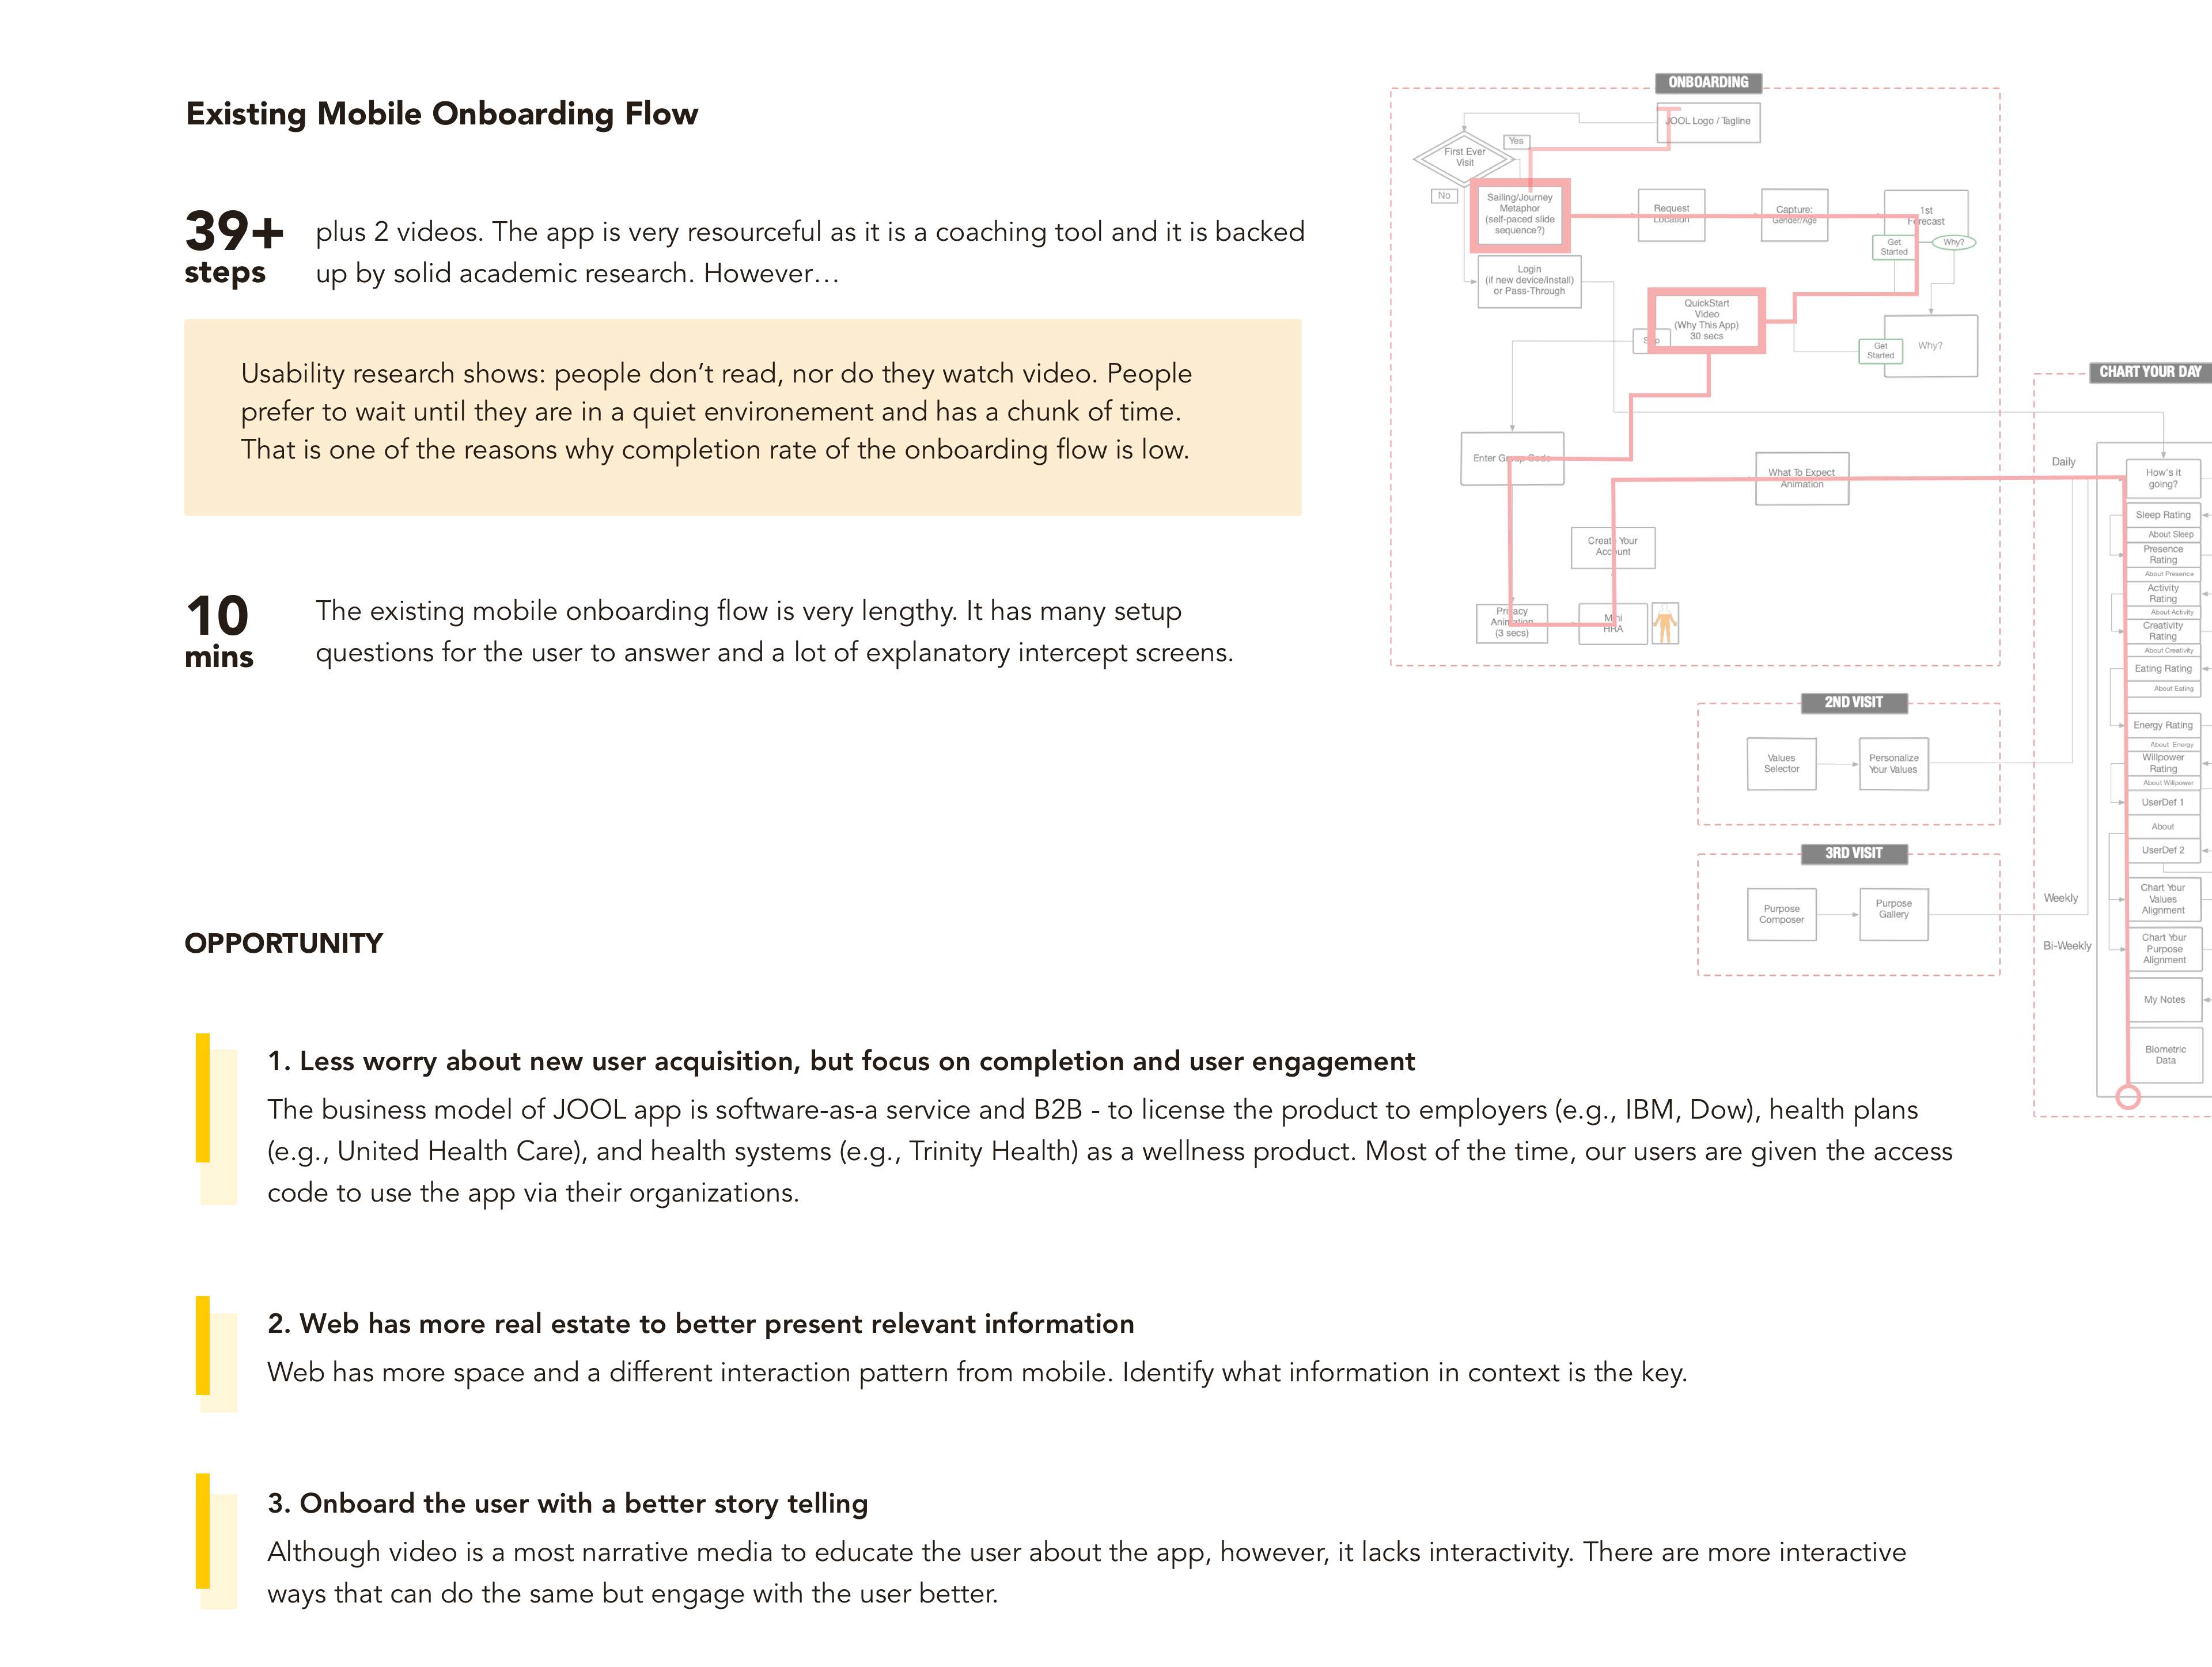 Existing Mobile Onboarding Flow
39+
steps
plus 2 videos. The app is very resourceful as it is a coaching tool and it is backed
up by solid academic research. However…
Usability research shows: people don’t read, nor do they watch video. People
prefer to wait until they are in a quiet environement and has a chunk of time.
That is one of the reasons why completion rate of the onboarding flow is low.
10
mins
The existing mobile onboarding flow is very lengthy. It has many setup
questions for the user to answer and a lot of explanatory intercept screens.
ONBOARDING
JOOL Logo / Tagline
First Ever
Visit
Yes
No
Sailing/Journey
Metaphor
(self-paced slide
sequence?)
Request
Location
Capture:
Gender/Age
1st
Forecast
Get
Started
Why?
Login
(if new device/install)
or Pass-Through
QuickStart
Video
(Why This App)
30 secs
Skip
Get
Started
Why?
Enter Group Code
What To Expect
Animation
Create Your
Account
Privacy
Animation
(3 secs)
Mini
HRA
2ND VISIT
Values
Selector
Personalize
Your Values
3RD VISIT
Purpose
Composer
Purpose
Gallery
CHART YOUR DAY
Daily
Weekly
Bi-Weekly
How's it
going?
Sleep Rating
About Sleep
Presence
Rating
About Presence
Activity
Rating
About Activity
Creativity
Rating
About Creativity
Eating Rating
About Eating
Energy Rating
About Energy
Willpower
Rating
About Willpower
UserDef 1
About
UserDef 2
Chart Your
Values
Alignment
Chart Your
Purpose
Alignment
My Notes
Biometric
Data
OPPORTUNITY
1. Less worry about new user acquisition, but focus on completion and user engagement
The business model of JOOL app is software-as-a service and B2B - to license the product to employers (e.g., IBM, Dow), health plans
(e.g., United Health Care), and health systems (e.g., Trinity Health) as a wellness product. Most of the time, our users are given the access
code to use the app via their organizations.
2. Web has more real estate to better present relevant information
Web has more space and a different interaction pattern from mobile. Identify what information in context is the key.
3. Onboard the user with a better story telling
Although video is a most narrative media to educate the user about the app, however, it lacks interactivity. There are more interactive
ways that can do the same but engage with the user better.